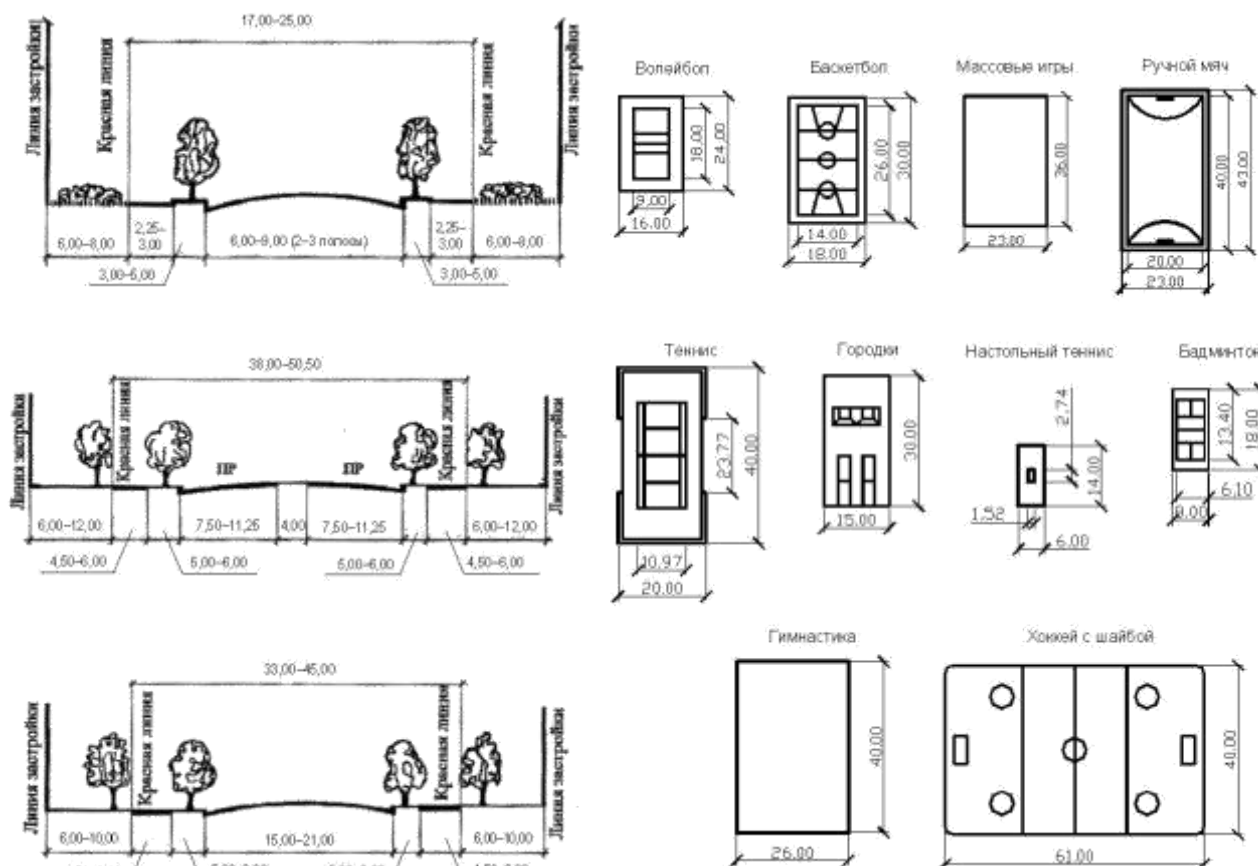 17,00–25,00
Линия застройки
Красная линия
Красная линия
Линия застройки
6,00–8,00
2,25–
3,00
6,00–9,00 (2–3 полосы)
2,25–
3,00
6,00–8,00
3,00–5,00
38,00–50,50
Линия застройки
Красная линия
ПР
ПР
Красная линия
Линия застройки
6,00–12,00
7,50–11,25
4,00
7,50–11,25
6,00–12,00
4,50–6,00
5,00–6,00
5,00–6,00
4,50–6,00
33,00–45,00
Линия застройки
Красная линия
Красная линия
Линия застройки
6,00–10,00
15,00–21,00
6,00–10,00
Волейбол
18.00
24.00
9.00
16.00
Баскетбол
26.00
30.00
14.00
18.00
Массовые игры
36.00
23.00
Ручной мяч
40.00
43.00
20.00
23.00
Теннис
23.77
40.00
10.97
20.00
Городки
30.00
15.00
Настольный теннис
2.74
14.00
1.52
6.00
Бадминтон
13.40
18.00
6.10
Гимнастика
40.00
26.00
Хоккей с шайбой
40.00
61.00